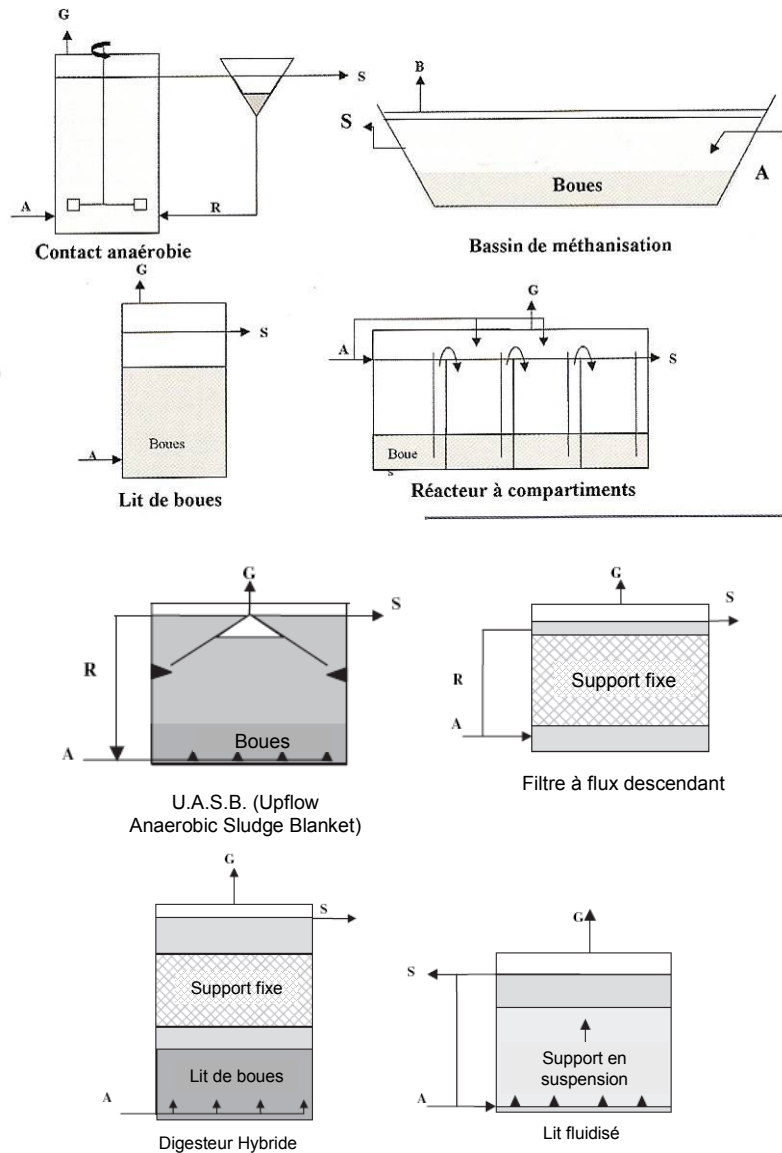 G
S
A
R
Contact anaérobie
B
S
A
Boues
Bassin de méthanisation
G
S
Boues
A
Lit de boues
G
A
S
Boue
s
Réacteur à compartiments
G
S
R
Boues
A
U.A.S.B. (Upflow
Anaerobic Sludge Blanket)
G
S
Support fixe
R
A
Filtre à flux descendant
G
S
Support fixe
Lit de boues
A
Digesteur Hybride
G
S
Support en
suspension
A
Lit fluidisé